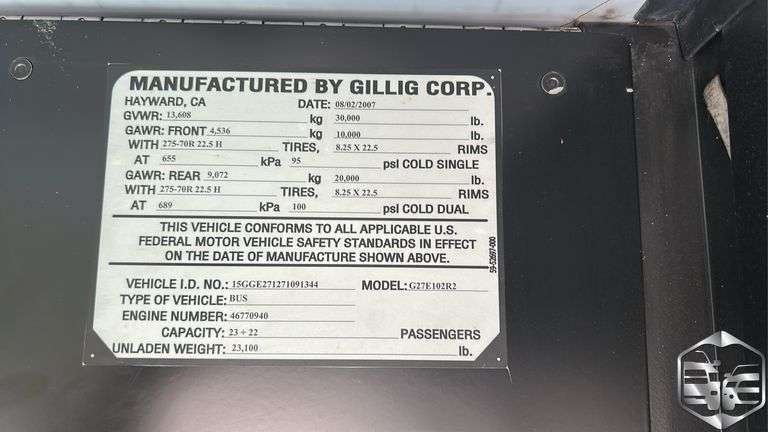 MANUFACTURED BY GILLIG CORP.
HAYWARD, CA DATE: 08/02/2007
GVWR: 13,608 kg 30,000 lb.
GAWR: FRONT 4,536 kg 10,000 lb.
WITH 275-70R 22.5 H TIRES, 8.25 X 22.5 RIMS
AT 655 kPa 95 psl COLD SINGLE
GAWR: REAR 9,072 kg 20,000 lb.
WITH 275-70R 22.5 H TIRES, 8.25 X 22.5 RIMS
AT 689 kPa 100 psl COLD DUAL
THIS VEHICLE CONFORMS TO ALL APPLICABLE U.S.
FEDERAL MOTOR VEHICLE SAFETY STANDARDS IN EFFECT
ON THE DATE OF MANUFACTURE SHOWN ABOVE.
VEHICLE I.D. NO.: 15GGE271271091344 MODEL: G27E102R2
TYPE OF VEHICLE: BUS
ENGINE NUMBER: 46770940
CAPACITY: 23 + 22 PASSENGERS
UNLADEN WEIGHT: 23,100 lb.